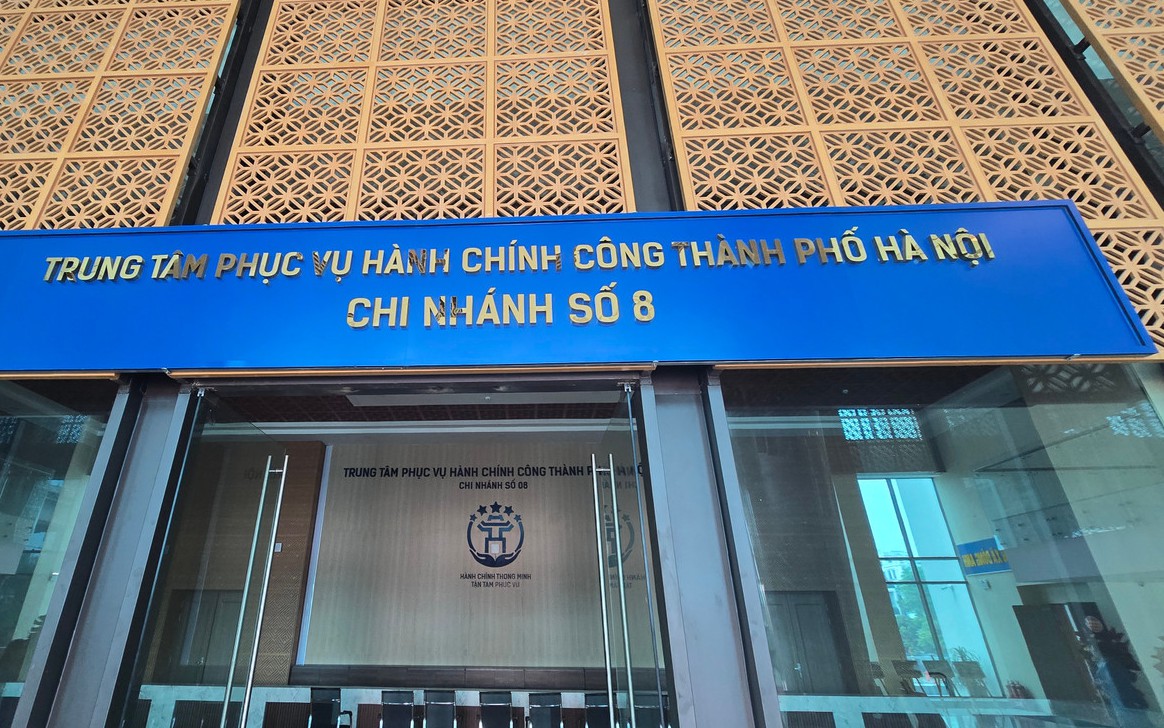 TRUNG TÂM PHỤC VỤ HÀNH CHÍNH CÔNG THÀNH PHỐ HÀ NỘI
CHI NHÁNH SỐ 8
TRUNG TÂM PHỤC VỤ HÀNH CHÍNH CÔNG THÀNH PHỐ
CHI NHÁNH SỐ 08
HÀNH CHÍNH THÔNG MINH
TẬN TÂM PHỤC VỤ